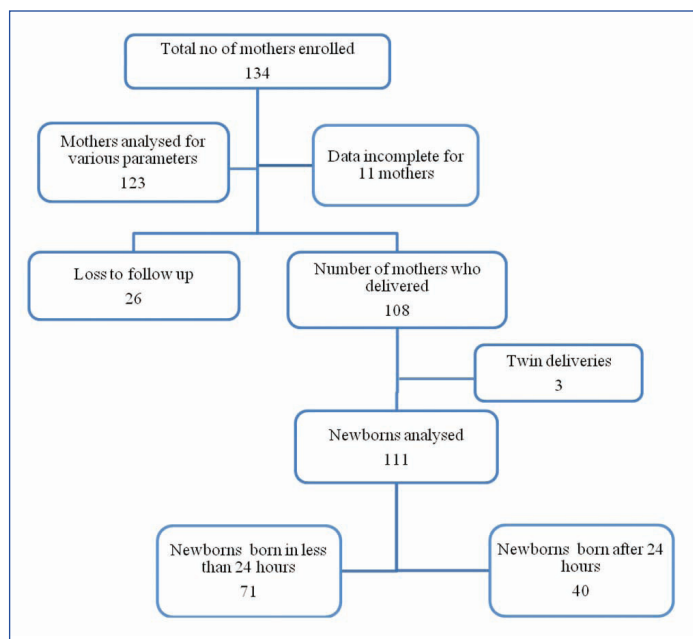 Total no of mothers enrolled
134
Mothers analysed for
various parameters
123
Data incomplete for
11 mothers
Loss to follow up
26
Number of mothers who
delivered
108
Twin deliveries
3
Newborns analysed
111
Newborns born in less
than 24 hours
71
Newborns born after 24
hours
40